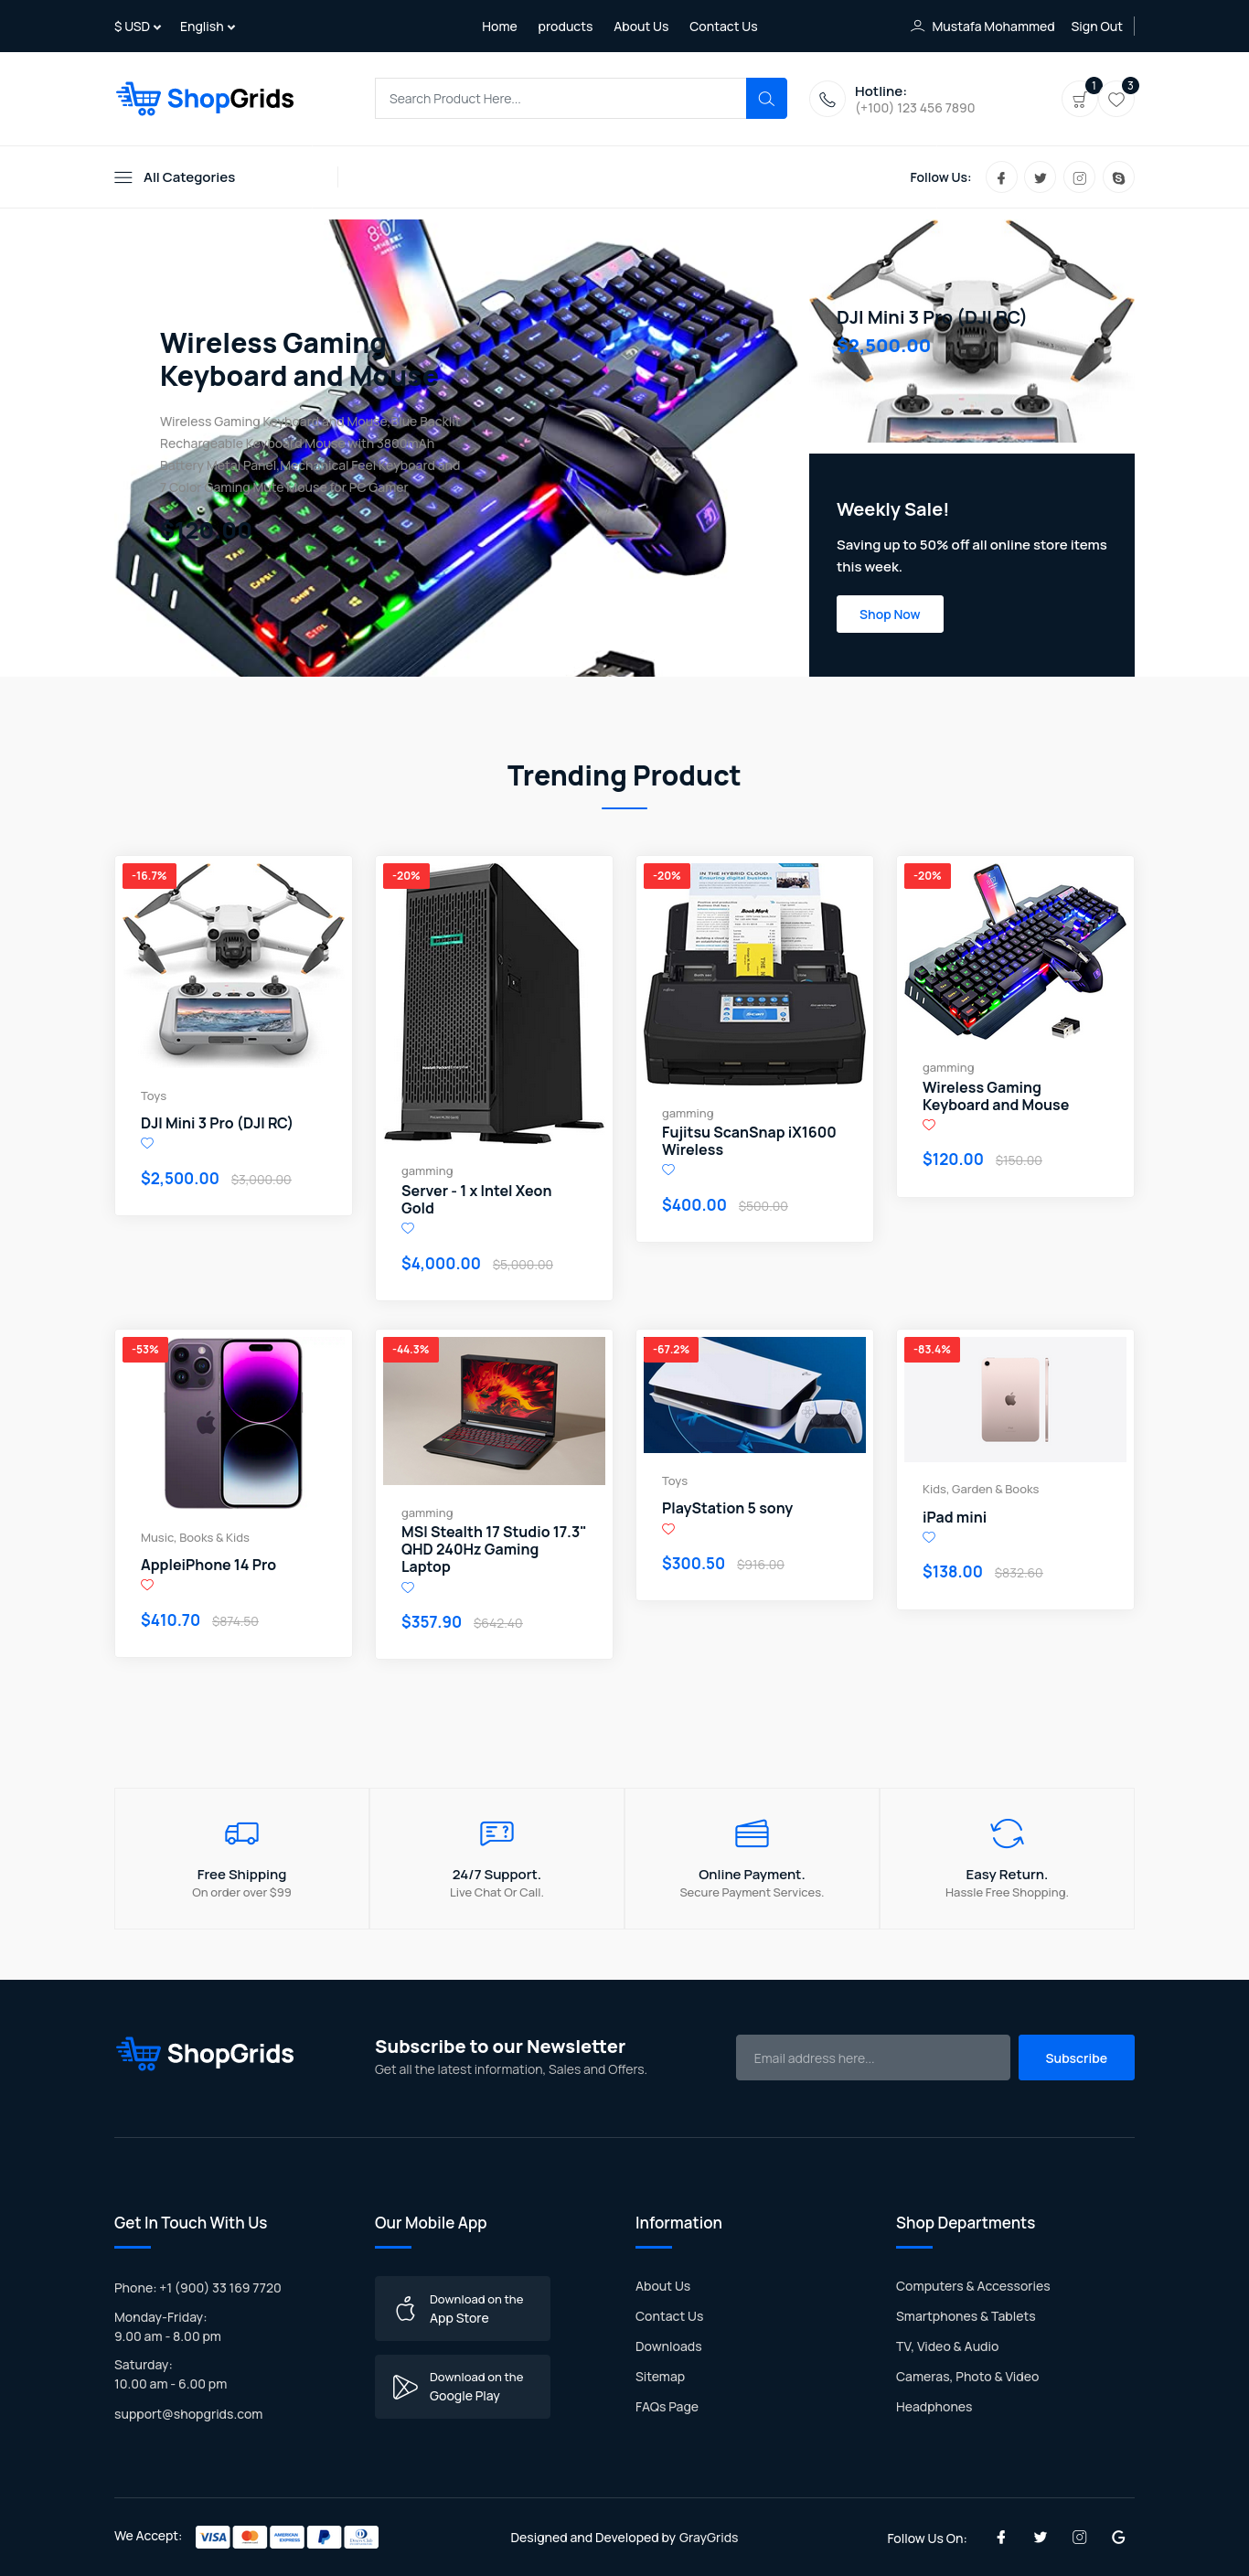 $ USD
English
Home
products
About Us
Contact Us
Mustafa Mohammed
Sign Out
ShopGrids
Search Product Here...
Hotline:
(+100) 123 456 7890
1
3
All Categories
Follow Us:
Wireless Gaming
Keyboard and Mouse
Wireless Gaming Keyboard and Mouse,Blue Backlit
Rechargeable Keyboard Mouse with 3800mAh
Battery Metal Panel,Mechanical Feel Keyboard and
7 Color Gaming Mute Mouse for PC Gamer
$120.00
DJI Mini 3 Pro (DJI RC)
$2,500.00
Weekly Sale!
Saving up to 50% off all online store items
this week.
Shop Now
Trending Product
-16.7%
Toys
DJI Mini 3 Pro (DJI RC)
$2,500.00 $3,000.00
-20%
gamming
Server - 1 x Intel Xeon
Gold
$4,000.00 $5,000.00
-20%
IN THE HYBRID CLOUD
Ensuring digital business
Book Mark
gamming
Fujitsu ScanSnap iX1600
Wireless
$400.00 $500.00
-20%
gamming
Wireless Gaming
Keyboard and Mouse
$120.00 $150.00
-53%
Music, Books & Kids
AppleiPhone 14 Pro
$410.70 $874.50
-44.3%
gamming
MSI Stealth 17 Studio 17.3"
QHD 240Hz Gaming
Laptop
$357.90 $642.40
-67.2%
Toys
PlayStation 5 sony
$300.50 $916.00
-83.4%
Kids, Garden & Books
iPad mini
$138.00 $832.60
Free Shipping
On order over $99
24/7 Support.
Live Chat Or Call.
Online Payment.
Secure Payment Services.
Easy Return.
Hassle Free Shopping.
ShopGrids
Subscribe to our Newsletter
Get all the latest information, Sales and Offers.
Email address here...
Subscribe
Get In Touch With Us
Phone: +1 (900) 33 169 7720
Monday-Friday:
9.00 am - 8.00 pm
Saturday:
10.00 am - 6.00 pm
support@shopgrids.com
Our Mobile App
Download on the
App Store
Download on the
Google Play
Information
About Us
Contact Us
Downloads
Sitemap
FAQs Page
Shop Departments
Computers & Accessories
Smartphones & Tablets
TV, Video & Audio
Cameras, Photo & Video
Headphones
We Accept:
VISA
AMERICAN EXPRESS
Designed and Developed by GrayGrids
Follow Us On: